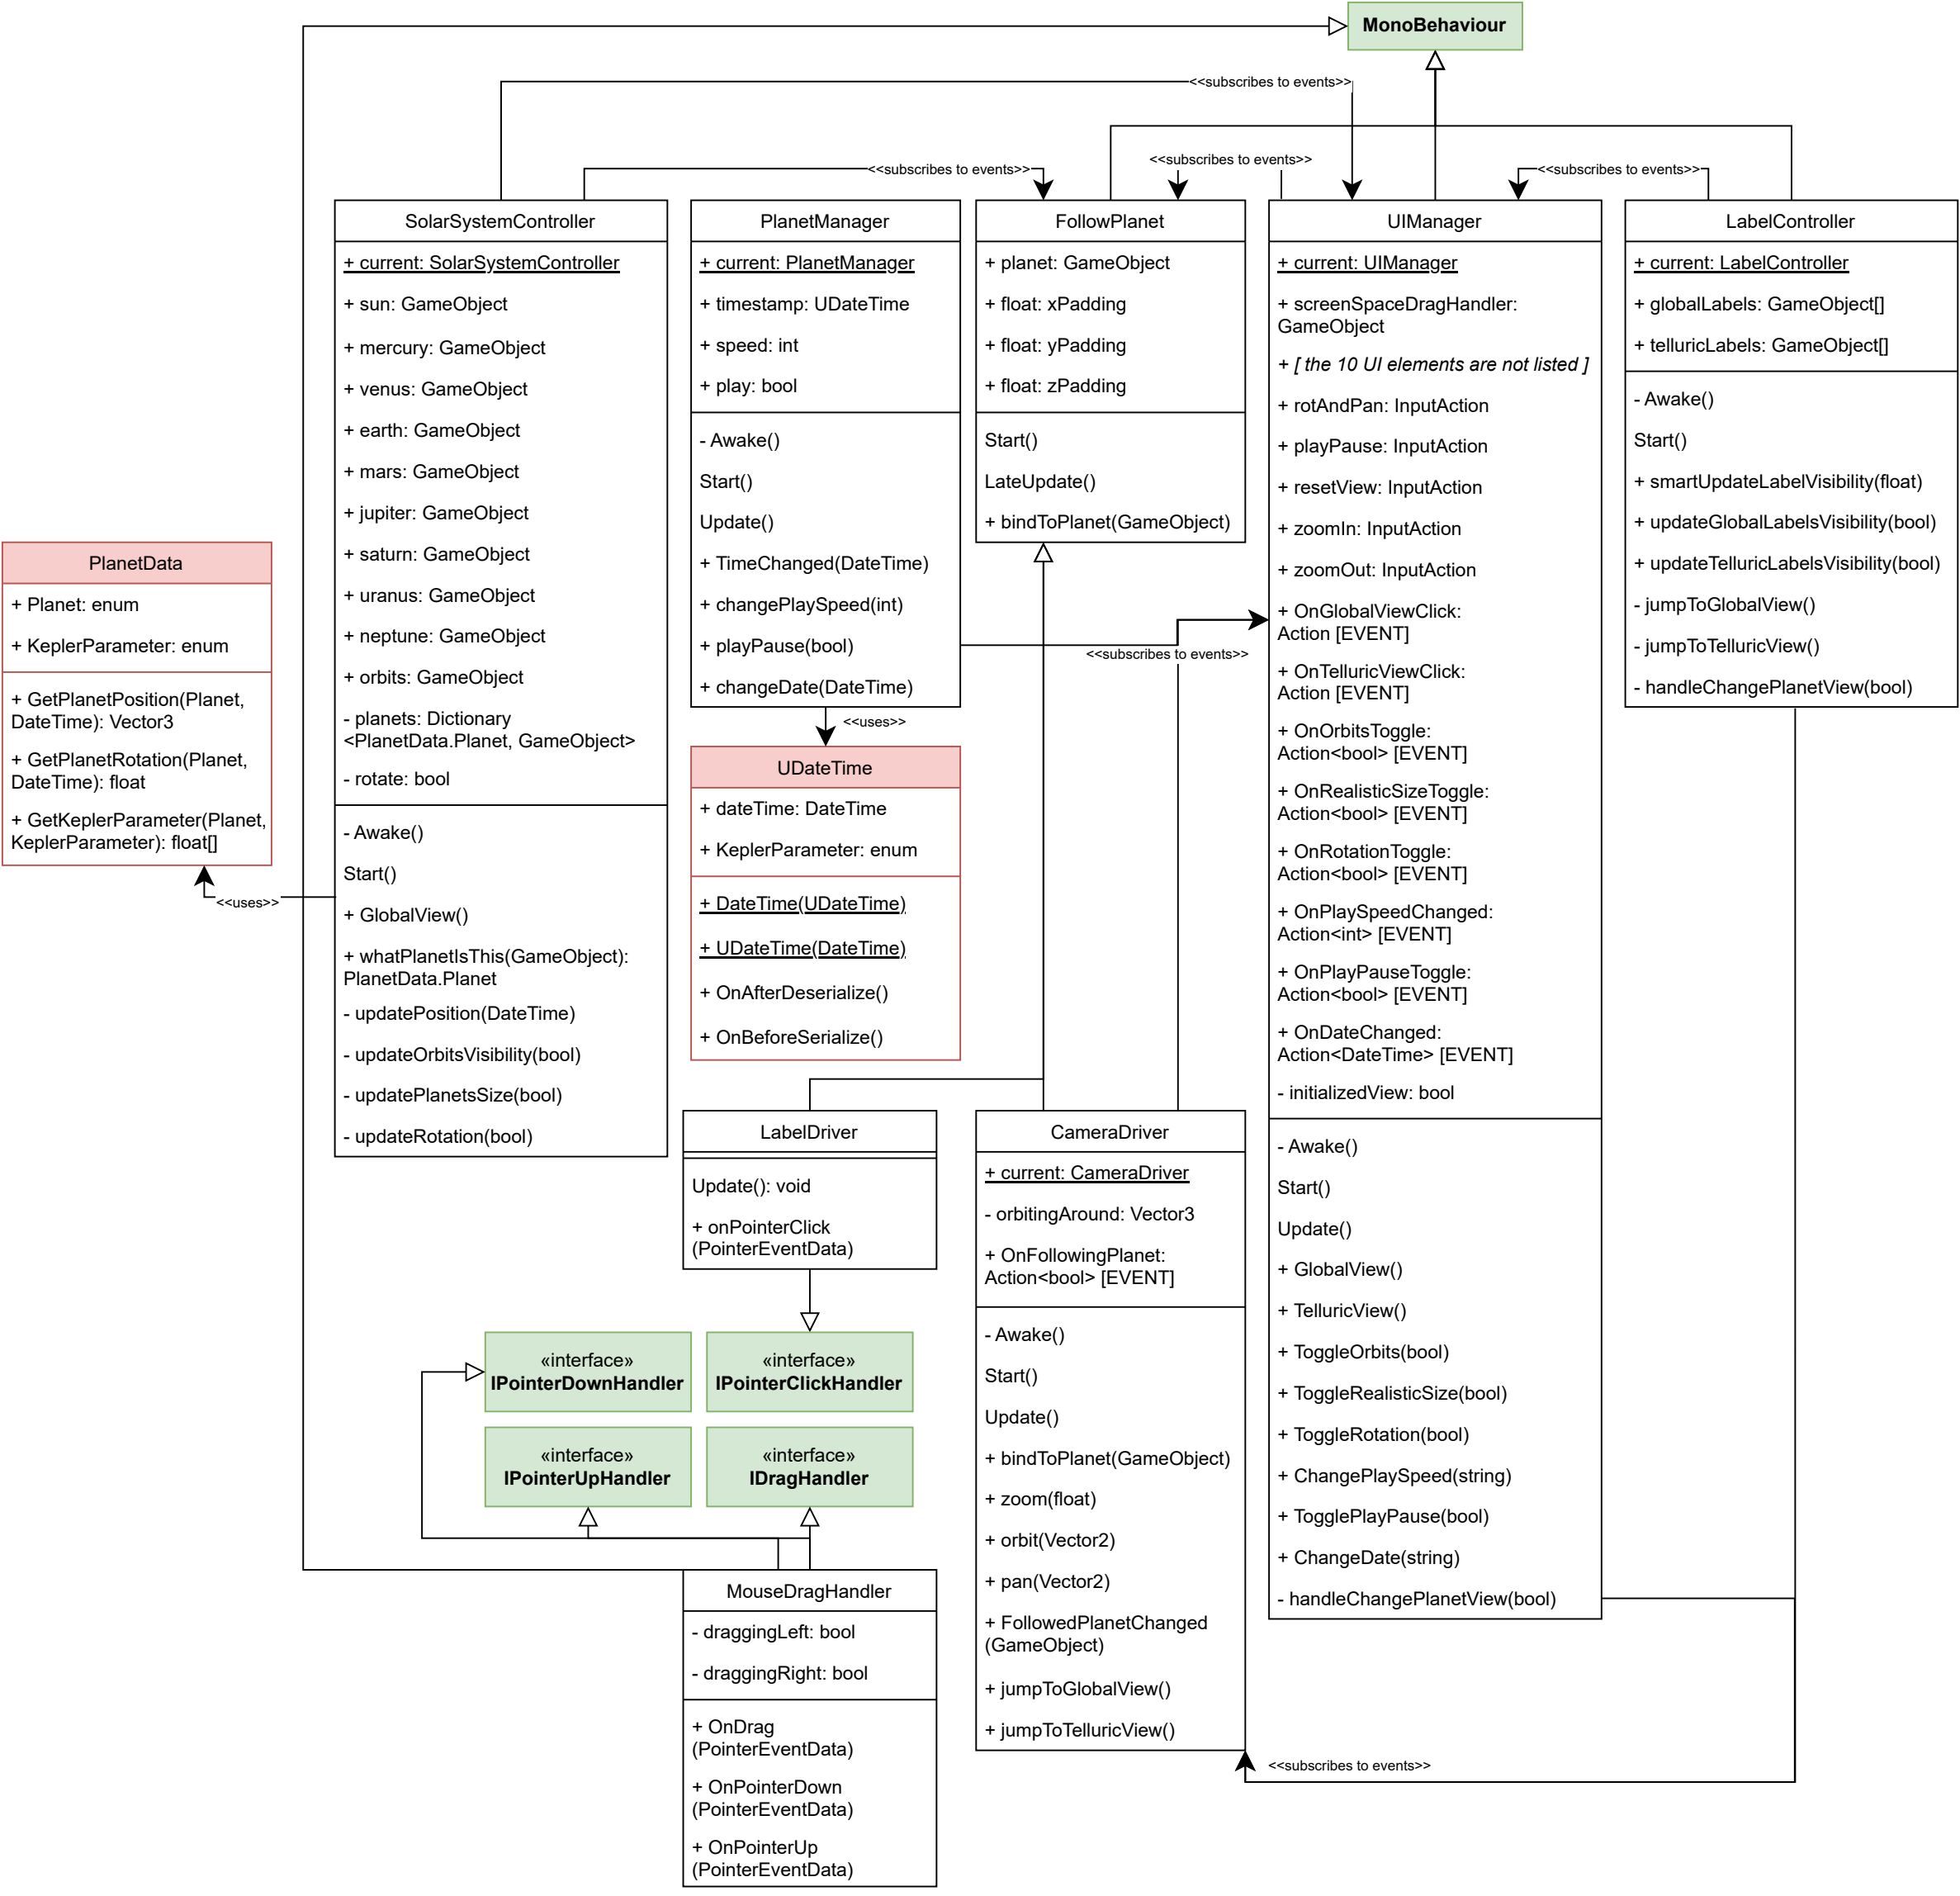 MonoBehaviour
<<subscribes to events>>
<<subscribes to events>>
<<subscribes to events>>
<<subscribes to events>>
SolarSystemController
+ current: SolarSystemController
+ sun: GameObject
+ mercury: GameObject
+ venus: GameObject
+ earth: GameObject
+ mars: GameObject
+ jupiter: GameObject
+ saturn: GameObject
+ uranus: GameObject
+ neptune: GameObject
+ orbits: GameObject
- planets: Dictionary
<PlanetData.Planet, GameObject>
- rotate: bool
- Awake()
Start()
+ GlobalView()
+ whatPlanetIsThis(GameObject):
PlanetData.Planet
- updatePosition(DateTime)
- updateOrbitsVisibility(bool)
- updatePlanetsSize(bool)
- updateRotation(bool)
PlanetManager
+ current: PlanetManager
+ timestamp: UDateTime
+ speed: int
+ play: bool
- Awake()
Start()
Update()
+ TimeChanged(DateTime)
+ changePlaySpeed(int)
+ playPause(bool)
+ changeDate(DateTime)
FollowPlanet
+ planet: GameObject
+ float: xPadding
+ float: yPadding
+ float: zPadding
Start()
LateUpdate()
+ bindToPlanet(GameObject)
UIManager
+ current: UIManager
+ screenSpaceDragHandler:
GameObject
+ [ the 10 UI elements are not listed ]
+ rotAndPan: InputAction
+ playPause: InputAction
+ resetView: InputAction
+ zoomIn: InputAction
+ zoomOut: InputAction
+ OnGlobalViewClick:
Action [EVENT]
+ OnTelluricViewClick:
Action [EVENT]
+ OnOrbitsToggle:
Action<bool> [EVENT]
+ OnRealisticSizeToggle:
Action<bool> [EVENT]
+ OnRotationToggle:
Action<bool> [EVENT]
+ OnPlaySpeedChanged:
Action<int> [EVENT]
+ OnPlayPauseToggle:
Action<bool> [EVENT]
+ OnDateChanged:
Action<DateTime> [EVENT]
- initializedView: bool
- Awake()
Start()
Update()
+ GlobalView()
+ TelluricView()
+ ToggleOrbits(bool)
+ ToggleRealisticSize(bool)
+ ToggleRotation(bool)
+ ChangePlaySpeed(string)
+ TogglePlayPause(bool)
+ ChangeDate(string)
- handleChangePlanetView(bool)
LabelController
+ current: LabelController
+ globalLabels: GameObject[]
+ telluricLabels: GameObject[]
- Awake()
Start()
+ smartUpdateLabelVisibility(float)
+ updateGlobalLabelsVisibility(bool)
+ updateTelluricLabelsVisibility(bool)
- jumpToGlobalView()
- jumpToTelluricView()
- handleChangePlanetView(bool)
PlanetData
+ Planet: enum
+ KeplerParameter: enum
+ GetPlanetPosition(Planet,
DateTime): Vector3
+ GetPlanetRotation(Planet,
DateTime): float
+ GetKeplerParameter(Planet,
KeplerParameter): float[]
<<uses>>
<<subscribes to events>>
<<uses>>
UDateTime
+ dateTime: DateTime
+ KeplerParameter: enum
+ DateTime(UDateTime)
+ UDateTime(DateTime)
+ OnAfterDeserialize()
+ OnBeforeSerialize()
LabelDriver
Update(): void
+ onPointerClick
(PointerEventData)
CameraDriver
+ current: CameraDriver
- orbitingAround: Vector3
+ OnFollowingPlanet:
Action<bool> [EVENT]
- Awake()
Start()
Update()
+ bindToPlanet(GameObject)
+ zoom(float)
+ orbit(Vector2)
+ pan(Vector2)
+ FollowedPlanetChanged
(GameObject)
+ jumpToGlobalView()
+ jumpToTelluricView()
«interface»
IPointerDownHandler
«interface»
IPointerClickHandler
«interface»
IPointerUpHandler
«interface»
IDragHandler
MouseDragHandler
- draggingLeft: bool
- draggingRight: bool
+ OnDrag
(PointerEventData)
+ OnPointerDown
(PointerEventData)
+ OnPointerUp
(PointerEventData)
<<subscribes to events>>